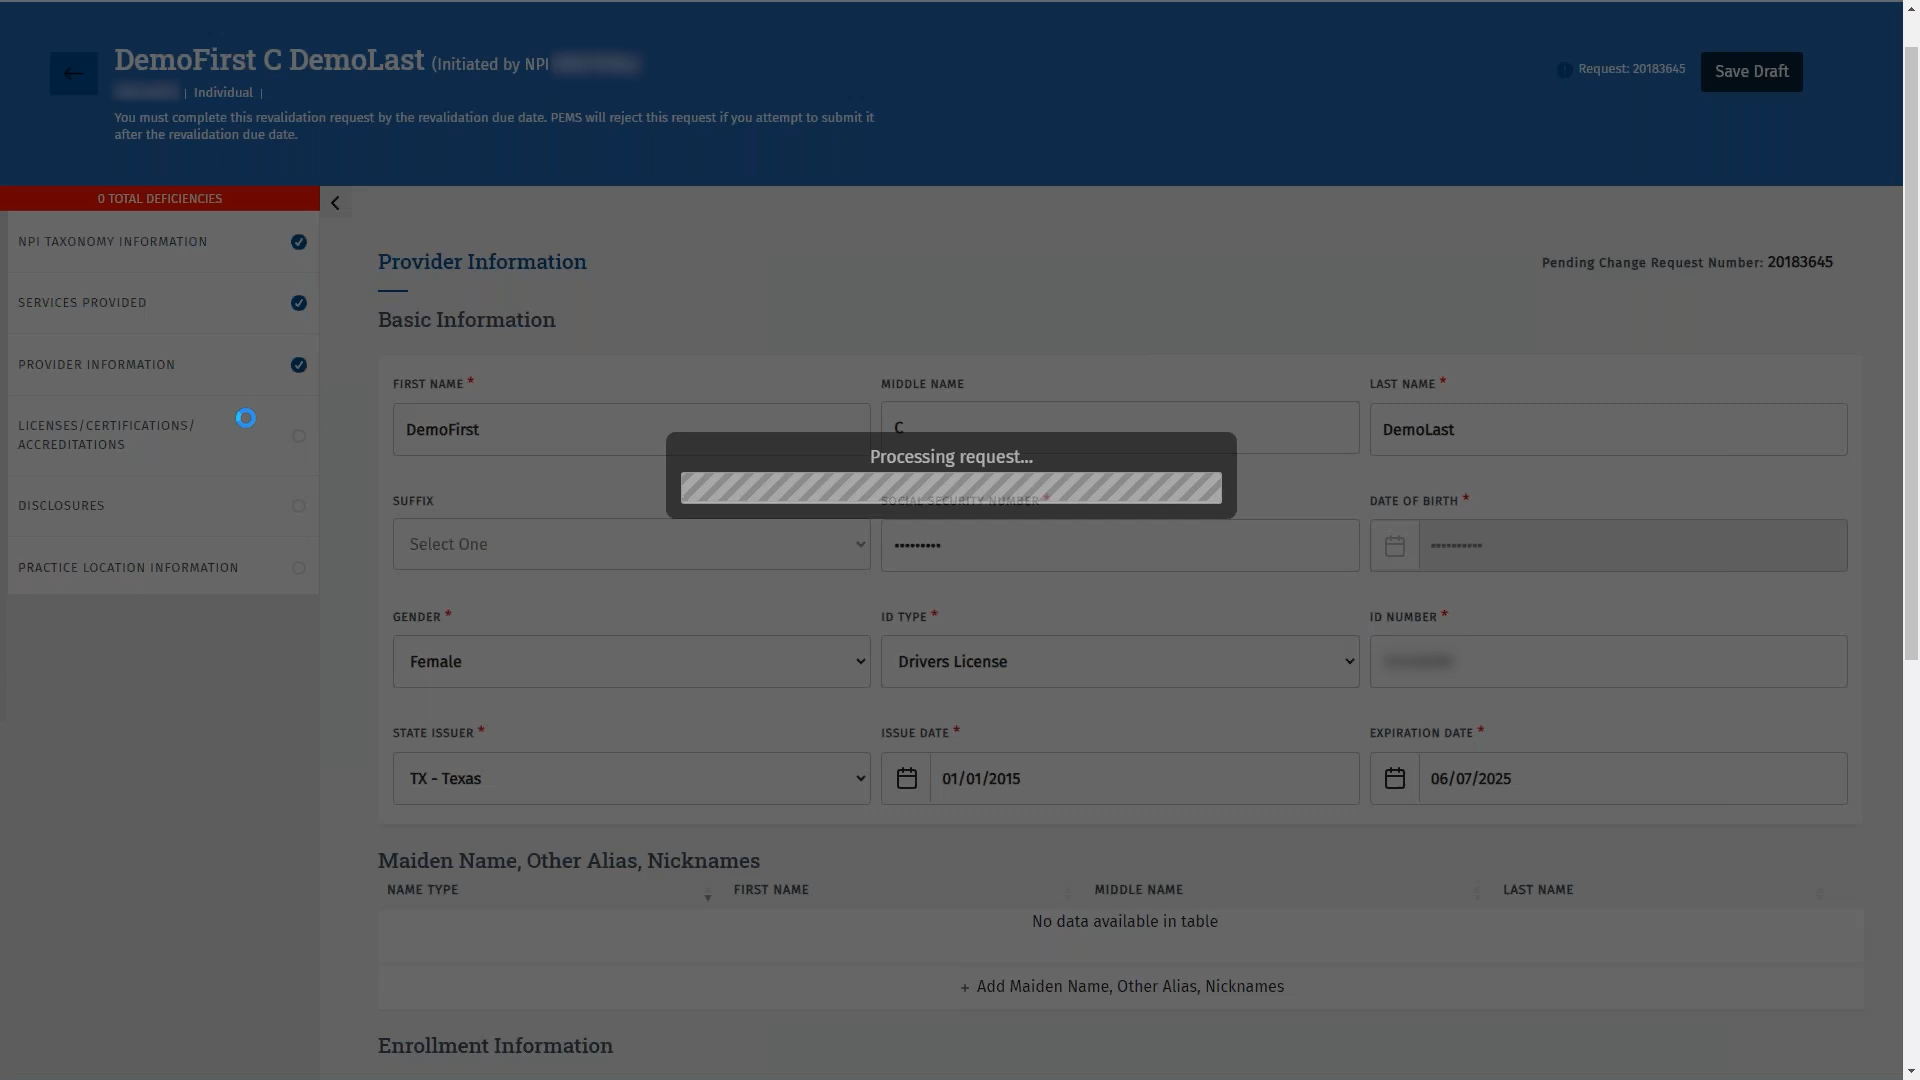 DemoFirst C DemoLast (Initiated by NPI
| Individual |
You must complete this revalidation request by the revalidation due date. PEMS will reject this request if you attempt to submit it
after the revalidation due date.
Request: 20183645
Save Draft
0 TOTAL DEFICIENCIES
NPI TAXONOMY INFORMATION
SERVICES PROVIDED
PROVIDER INFORMATION
LICENSES/CERTIFICATIONS/
ACCREDITATIONS
DISCLOSURES
PRACTICE LOCATION INFORMATION
Provider Information
Pending Change Request Number: 20183645
Basic Information
FIRST NAME *
MIDDLE NAME
LAST NAME *
DemoFirst
C
DemoLast
Processing request...
SUFFIX
SOCIAL SECURITY NUMBER *
DATE OF BIRTH *
Select One
•••••••••
••••••••••
GENDER *
ID TYPE *
ID NUMBER *
Female
Drivers License
STATE ISSUER *
ISSUE DATE *
EXPIRATION DATE *
TX - Texas
01/01/2015
06/07/2025
Maiden Name, Other Alias, Nicknames
NAME TYPE
FIRST NAME
MIDDLE NAME
LAST NAME
No data available in table
+ Add Maiden Name, Other Alias, Nicknames
Enrollment Information